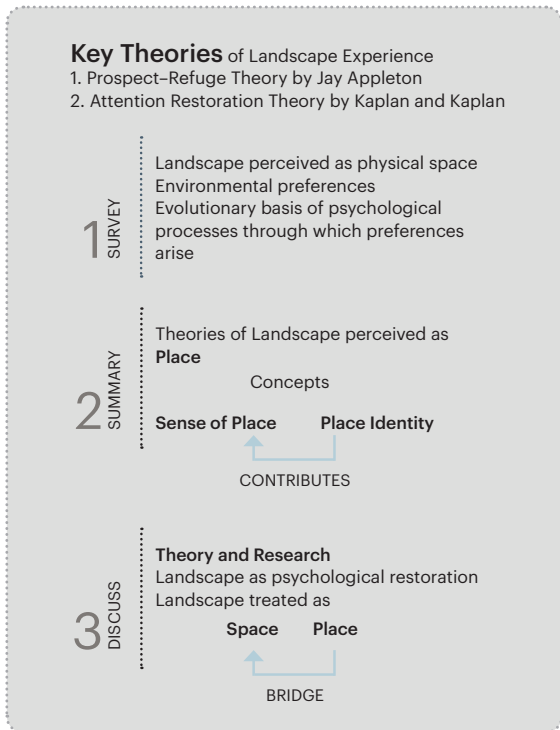 Key Theories of Landscape Experience
1. Prospect–Refuge Theory by Jay Appleton
2. Attention Restoration Theory by Kaplan and Kaplan
1 SURVEY
Landscape perceived as physical space
Environmental preferences
Evolutionary basis of psychological
processes through which preferences
arise
2 SUMMARY
Theories of Landscape perceived as
Place
Concepts
Sense of Place Place Identity
CONTRIBUTES
3 DISCUSS
Theory and Research
Landscape as psychological restoration
Landscape treated as
Space Place
BRIDGE